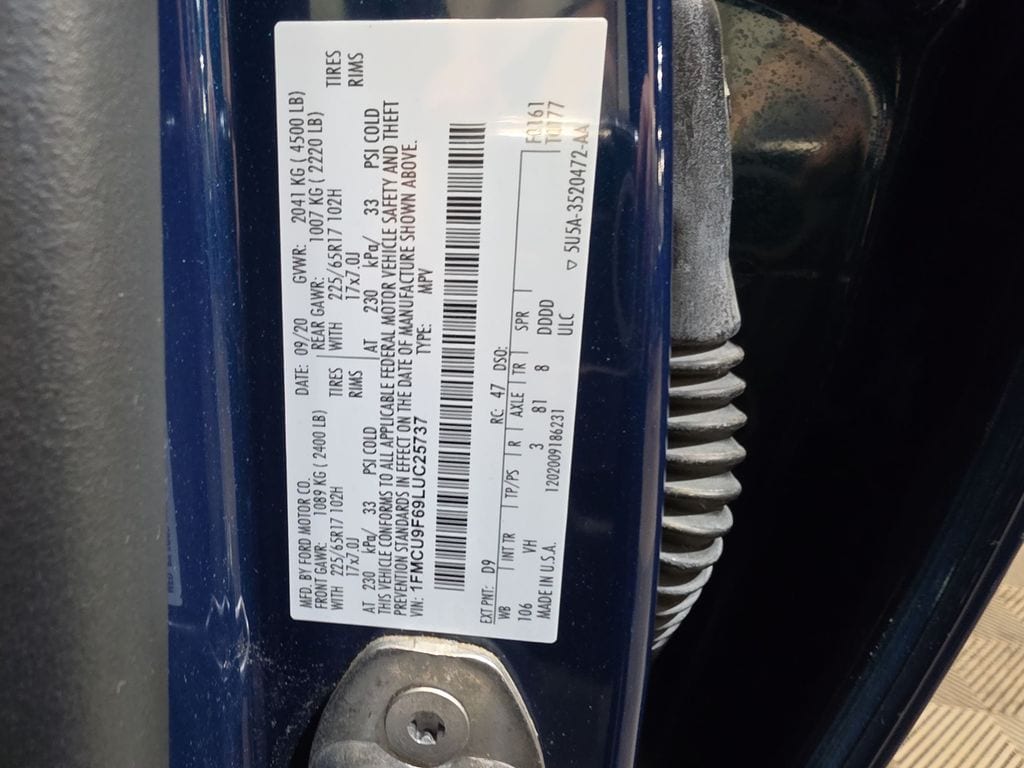 MFD. BY FORD MOTOR CO.
DATE: 09/20 GVWR: 2041 KG ( 4500 LB)
FRONT GAWR: 1089 KG ( 2400 LB)
REAR GAWR: 1007 KG ( 2220 LB)
WITH 225/65R17 102H TIRES
WITH 225/65R17 102H TIRES
17x7.0J RIMS
17x7.0J RIMS
AT 230 kPa/ 33 PSI COLD
AT 230 kPa/ 33 PSI COLD
THIS VEHICLE CONFORMS TO ALL APPLICABLE FEDERAL MOTOR VEHICLE SAFETY AND THEFT
PREVENTION STANDARDS IN EFFECT ON THE DATE OF MANUFACTURE SHOWN ABOVE.
VIN: 1FMCU9F69LUC25737 TYPE: MPV
EXT PNT: D9 RC: 47 DSO:
WB INT TR TP/PS R AXLE TR SPR F0161
T0177
106 VH 3 81 8 DDDD
MADE IN U.S.A. 1202009186231 ULC ▽ 5U5A-3520472-AA